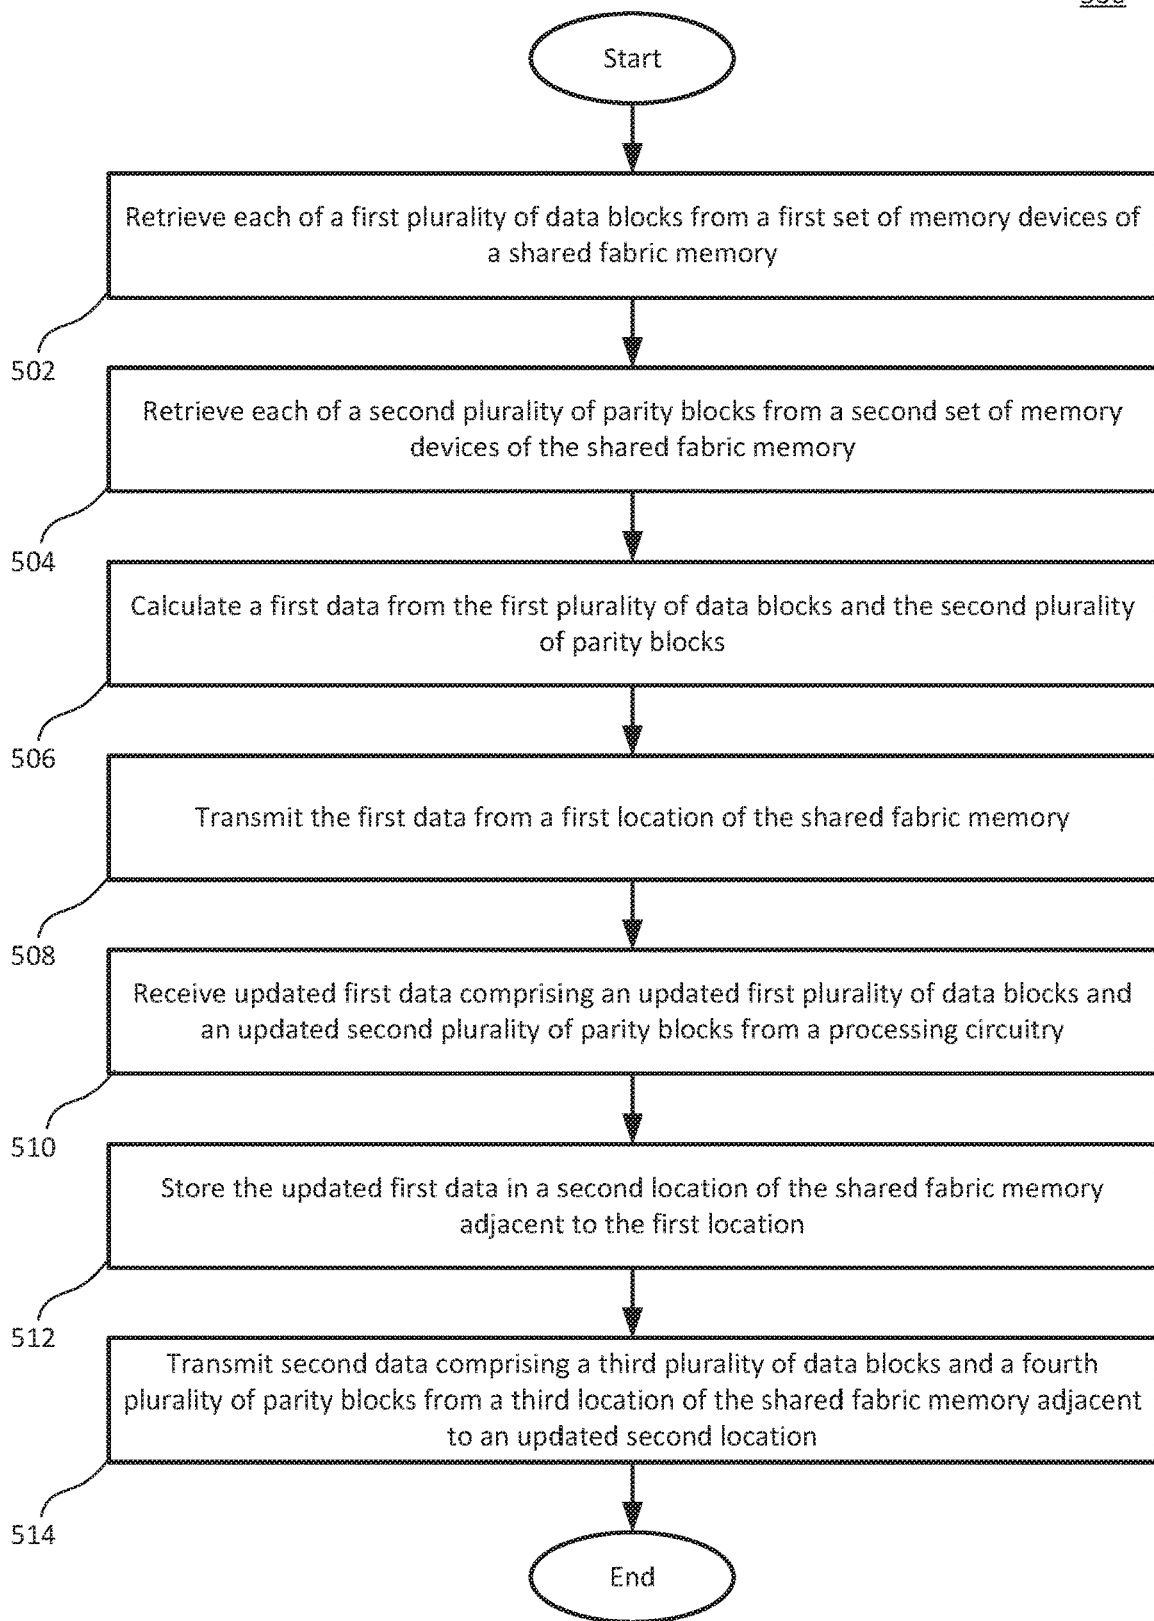 Start
Retrieve each of a first plurality of data blocks from a first set of memory devices of
a shared fabric memory
502
Retrieve each of a second plurality of parity blocks from a second set of memory
devices of the shared fabric memory
504
Calculate a first data from the first plurality of data blocks and the second plurality
of parity blocks
506
Transmit the first data from a first location of the shared fabric memory
508
Receive updated first data comprising an updated first plurality of data blocks and
an updated second plurality of parity blocks from a processing circuitry
510
Store the updated first data in a second location of the shared fabric memory
adjacent to the first location
512
Transmit second data comprising a third plurality of data blocks and a fourth
plurality of parity blocks from a third location of the shared fabric memory adjacent
to an updated second location
514
End